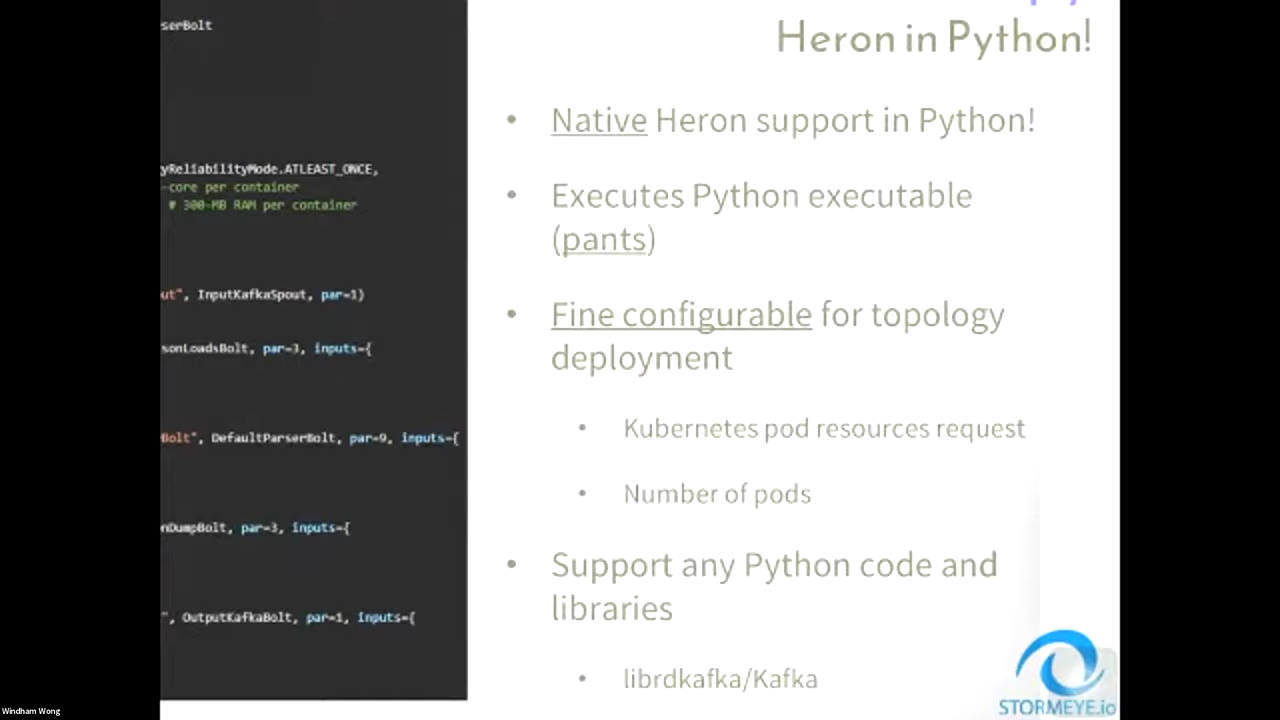 serBolt
yReliabilityMode.ATLEAST_ONCE,
-core per container
# 300-MB RAM per container
ut", InputKafkaSpout, par=1)
sonLoadsBolt, par=3, inputs={
Bolt", DefaultParserBolt, par=9, inputs={
nDumpBolt, par=3, inputs={
", OutputKafkaBolt, par=1, inputs={
Heron in Python!
• Native Heron support in Python!
• Executes Python executable
(pants)
• Fine configurable for topology
deployment
• Kubernetes pod resources request
• Number of pods
• Support any Python code and
libraries
• librdkafka/Kafka
STORMEYE.io
Windham Wong